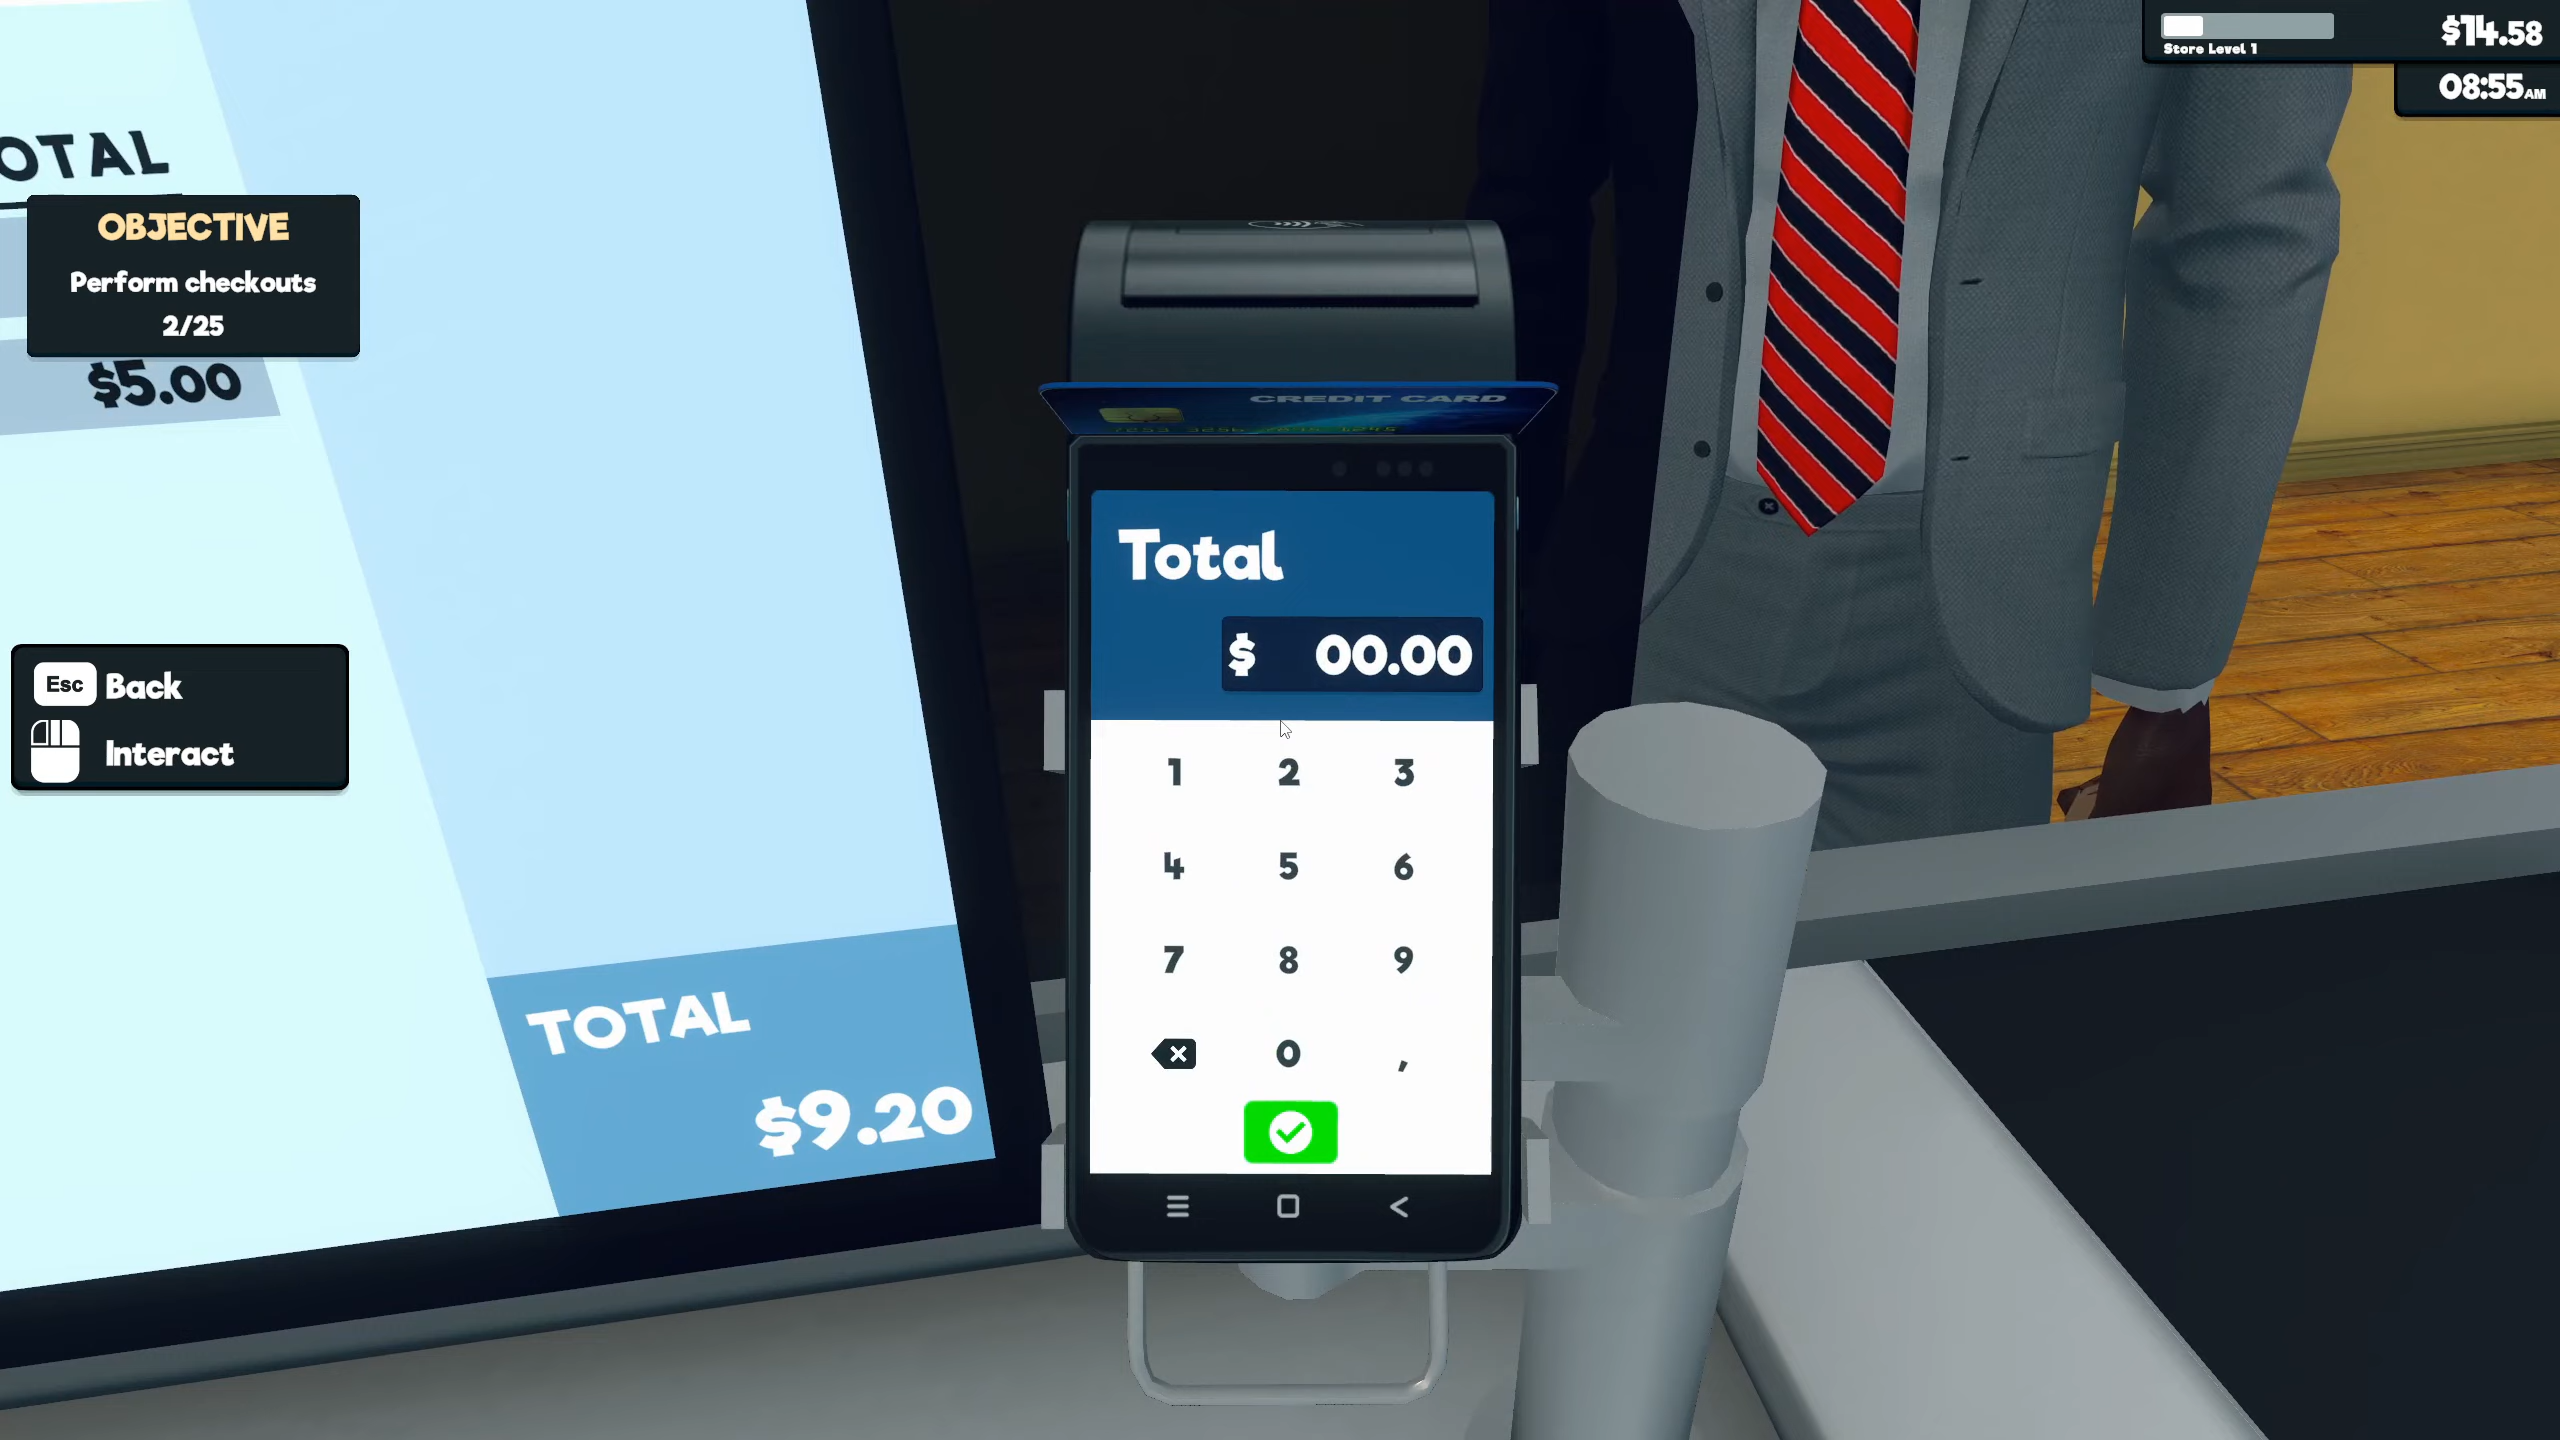 $14.58
Store Level 1
08:55AM
OTAL
OBJECTIVE
Perform checkouts
2/25
$5.00
CREDIT CARD
Total
$ 00.00
Esc Back
Interact
1 2 3
4 5 6
7 8 9
0 ,
TOTAL
$9.20